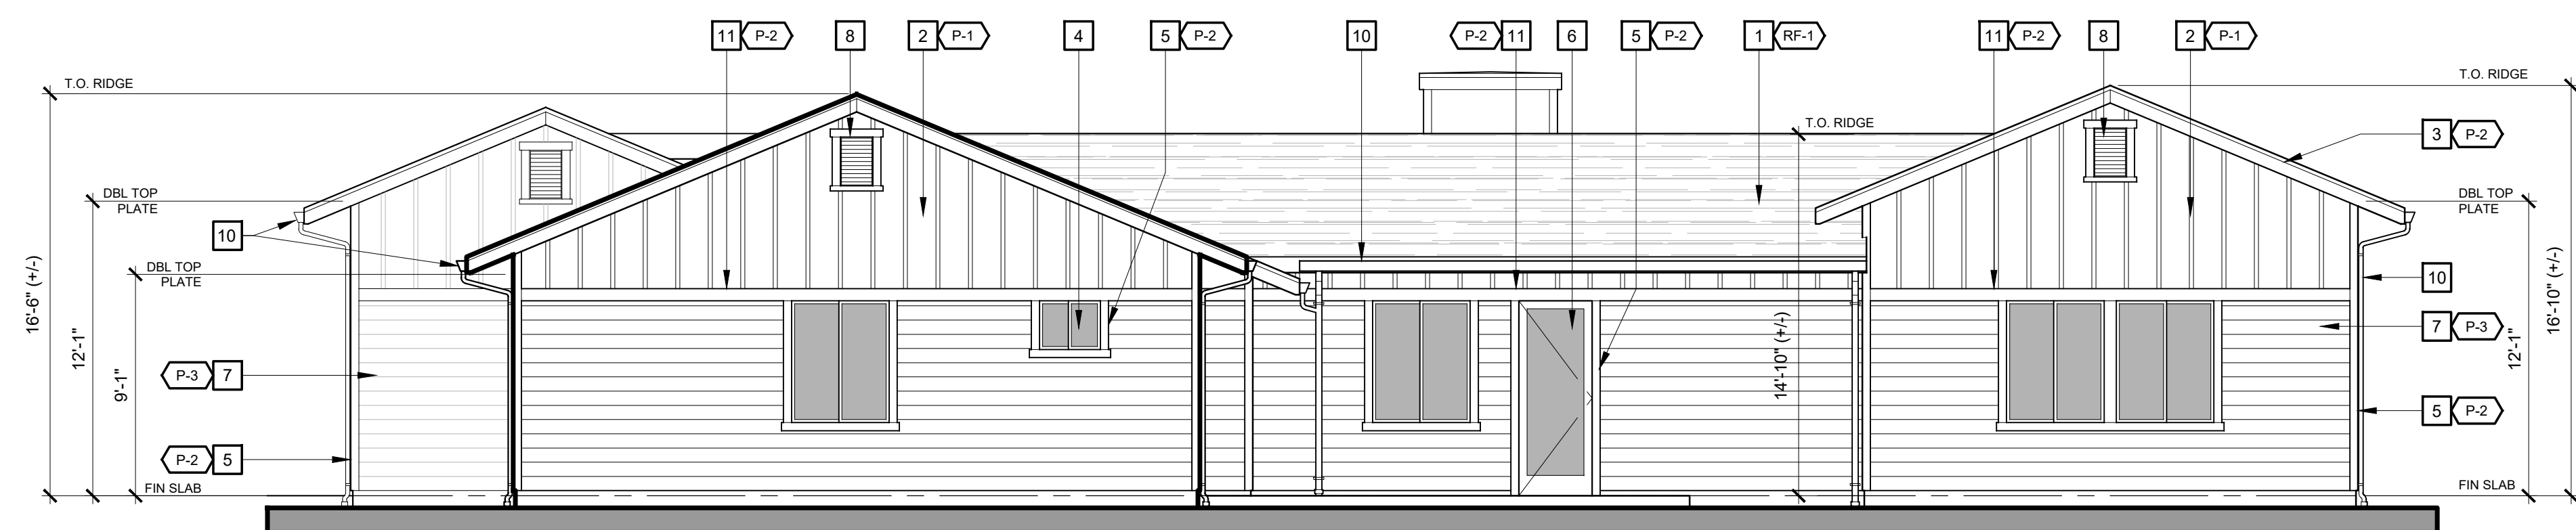 11 P-2 8 2 P-1 4 5 P-2 10 P-2 11 6 5 P-2 1 RF-1 11 P-2 8 2 P-1
T.O. RIDGE
T.O. RIDGE
T.O. RIDGE
3 P-2
DBL TOP
PLATE
DBL TOP
PLATE
10
DBL TOP
PLATE
10
16'-6" (+/-)
12'-1"
9'-1"
14'-10" (+/-)
12'-1"
16'-10" (+/-)
7 P-3
P-3 7
5 P-2
P-2 5
FIN SLAB
FIN SLAB